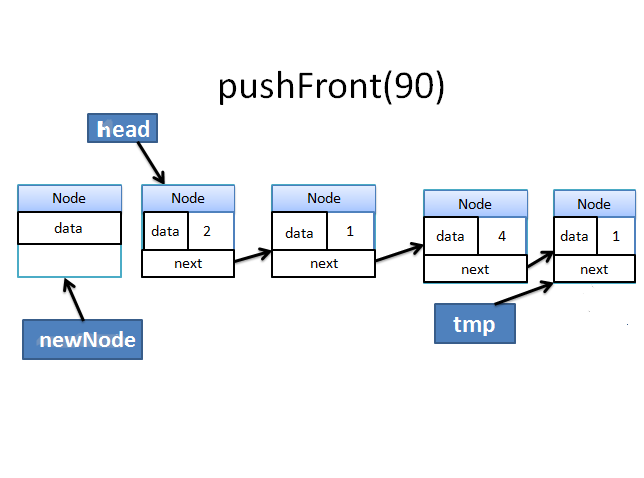 pushFront(90)
head
Node
data
Node
data 2
next
Node
data 1
next
Node
data 4
next
Node
data 1
next
newNode
tmp